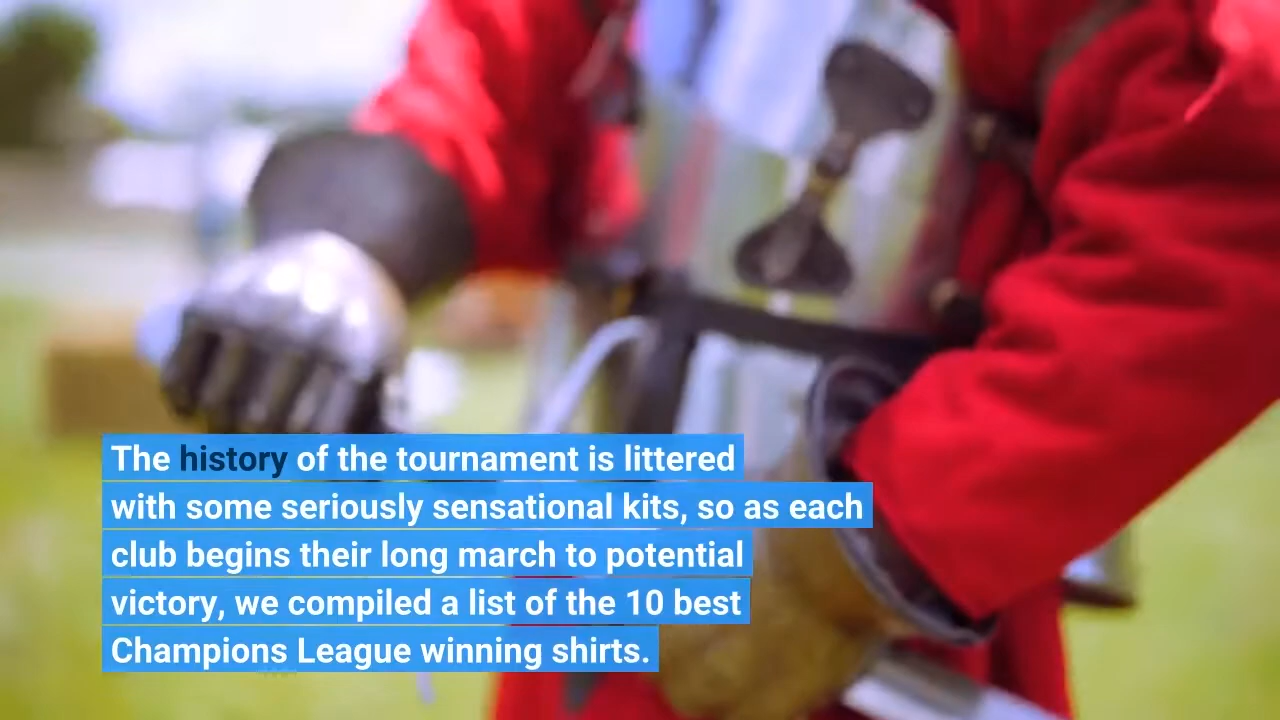 The history of the tournament is littered
with some seriously sensational kits, so as each
club begins their long march to potential
victory, we compiled a list of the 10 best
Champions League winning shirts.